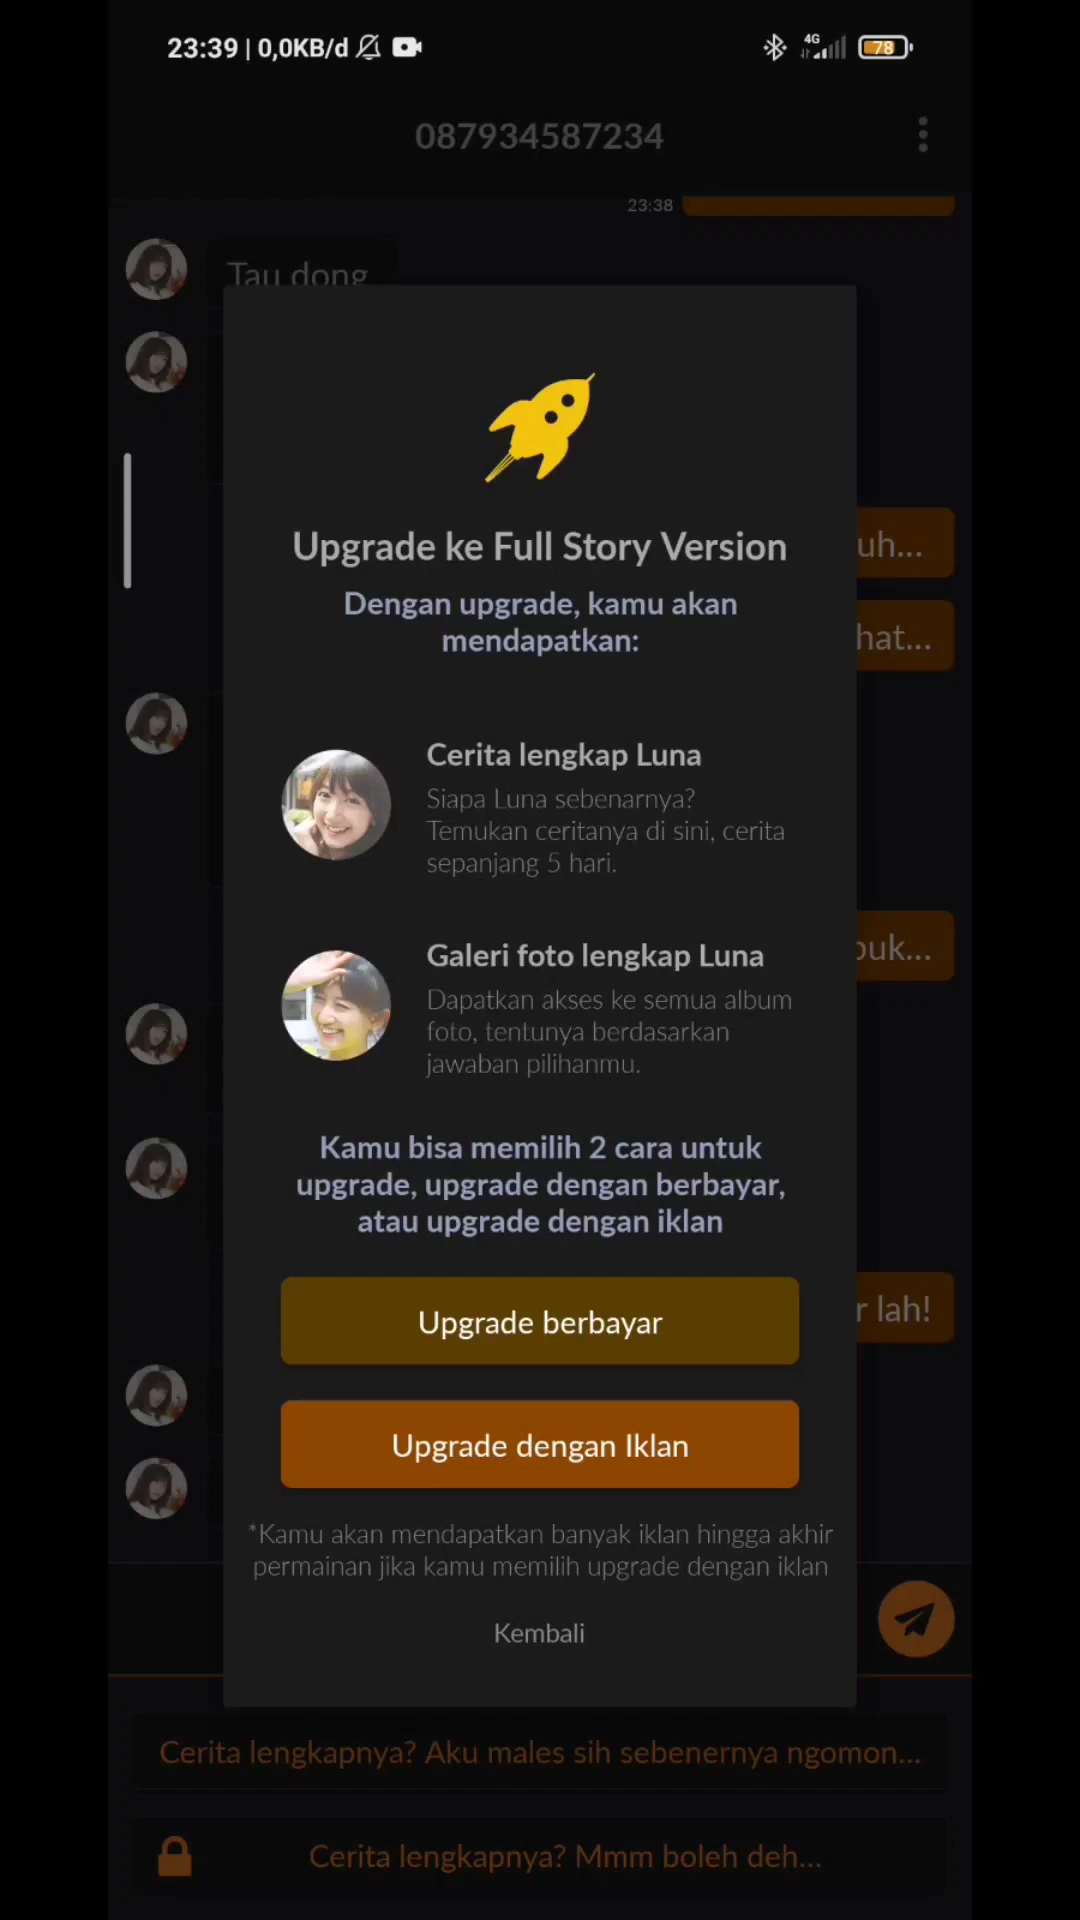 23:39 | 0,0KB/d
4G
78
087934587234
23:38
Tau dong
uh...
hat...
Upgrade ke Full Story Version
Dengan upgrade, kamu akan
mendapatkan:
Cerita lengkap Luna
Siapa Luna sebenarnya?
Temukan ceritanya di sini, cerita
sepanjang 5 hari.
buk...
Galeri foto lengkap Luna
Dapatkan akses ke semua album
foto, tentunya berdasarkan
jawaban pilihanmu.
Kamu bisa memilih 2 cara untuk
upgrade, upgrade dengan berbayar,
atau upgrade dengan iklan
Upgrade berbayar
r lah!
Upgrade dengan Iklan
*Kamu akan mendapatkan banyak iklan hingga akhir
permainan jika kamu memilih upgrade dengan iklan
Kembali
Cerita lengkapnya? Aku males sih sebenernya ngomon...
Cerita lengkapnya? Mmm boleh deh...